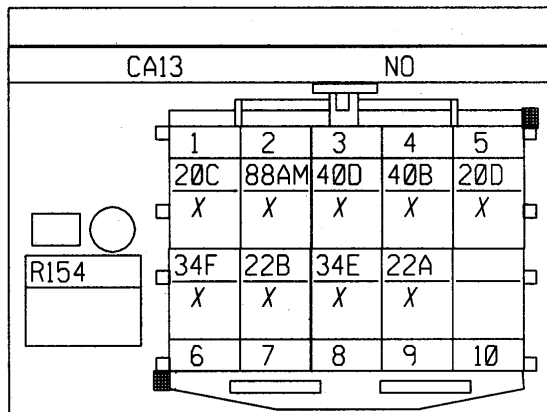 CA13 NO
1 2 3 4 5
20C 88AM 40D 40B 20D
X X X X X
R154
34F 22B 34E 22A
X X X X
6 7 8 9 10